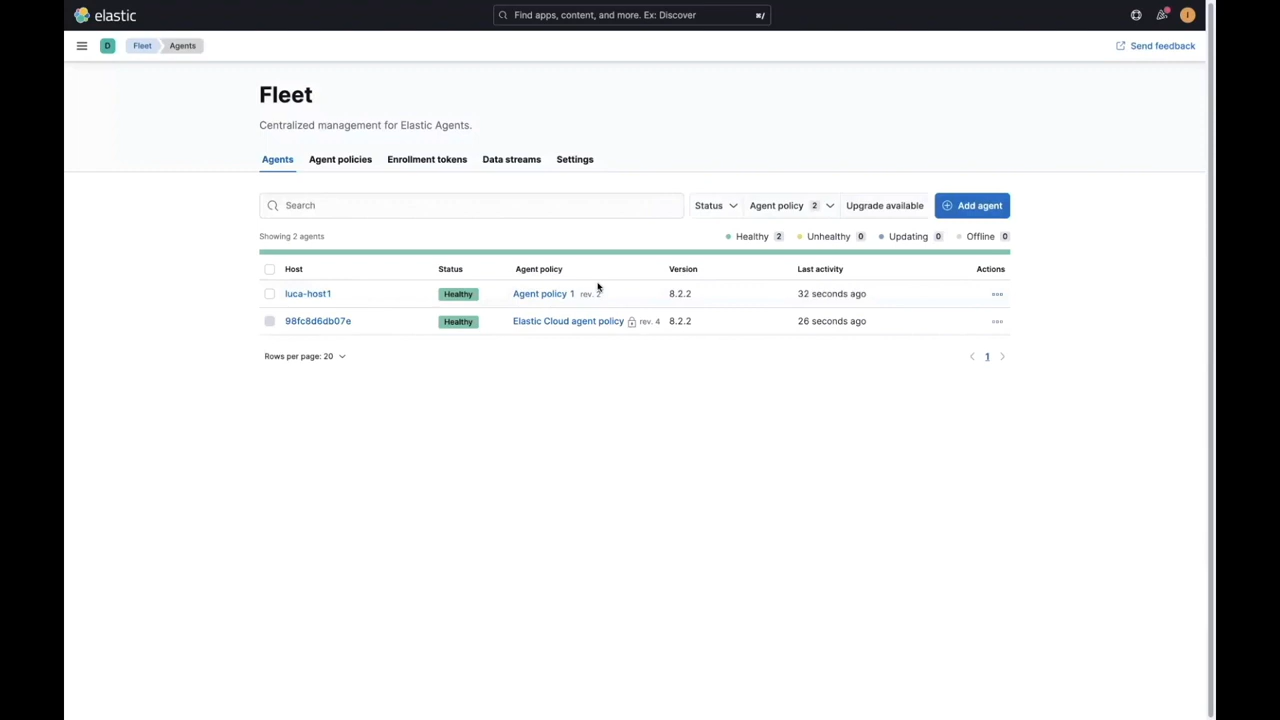 elastic
Find apps, content, and more. Ex: Discover ⌘/
I
D Fleet Agents Send feedback
Fleet
Centralized management for Elastic Agents.
Agents Agent policies Enrollment tokens Data streams Settings
Search Status Agent policy 2 Upgrade available Add agent
Showing 2 agents Healthy 2 Unhealthy 0 Updating 0 Offline 0
Host Status Agent policy Version Last activity Actions
luca-host1 Healthy Agent policy 1 rev. 2 8.2.2 32 seconds ago
98fc8d6db07e Healthy Elastic Cloud agent policy rev. 4 8.2.2 26 seconds ago
Rows per page: 20 1